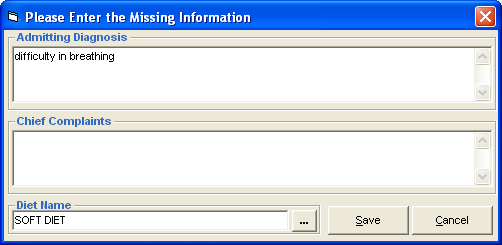 Please Enter the Missing Information
Admitting Diagnosis
difficulty in breathing
Chief Complaints
Diet Name
SOFT DIET
...
Save
Cancel